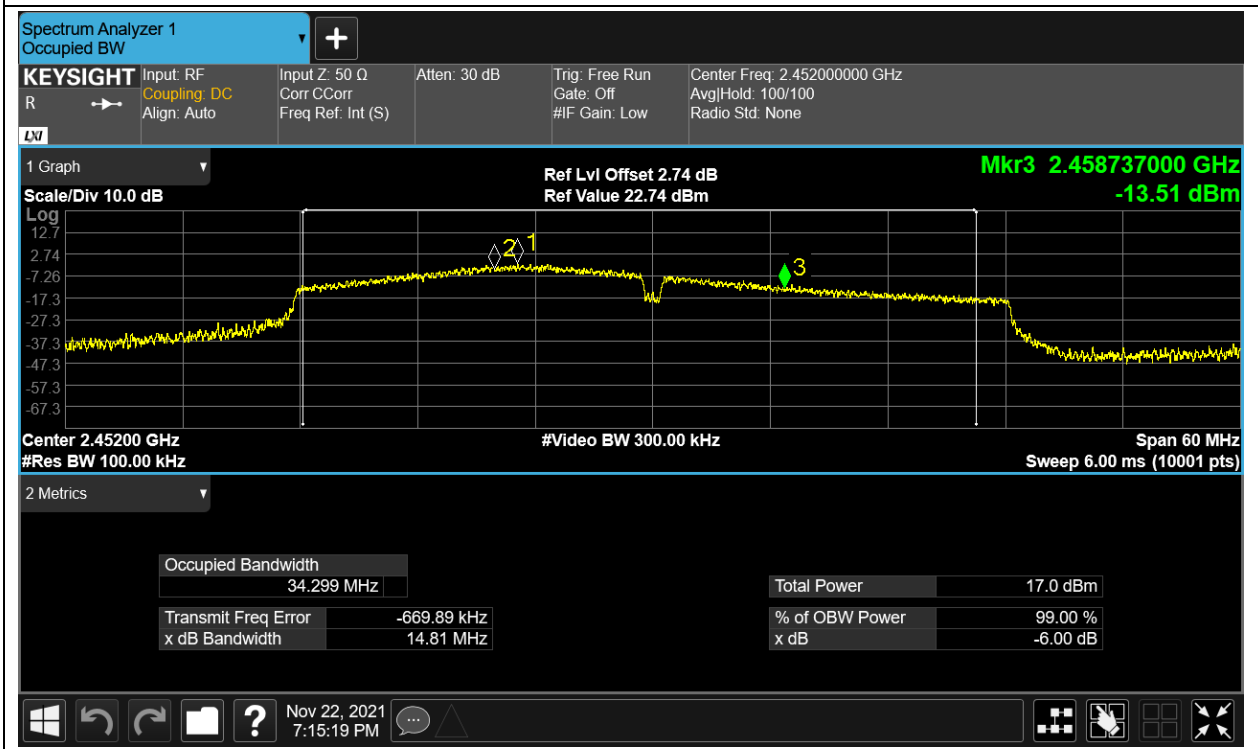 Spectrum Analyzer 1
Occupied BW
▼
+
KEYSIGHT Input: RF Input Z: 50 Ω Atten: 30 dB Trig: Free Run Center Freq: 2.452000000 GHz
R Coupling: DC Corr CCorr Gate: Off Avg|Hold: 100/100
Align: Auto Freq Ref: Int (S) #IF Gain: Low Radio Std: None
LXI
1 Graph ▼ Ref Lvl Offset 2.74 dB Mkr3 2.458737000 GHz
Scale/Div 10.0 dB Ref Value 22.74 dBm -13.51 dBm
Log
12.7
2.74
-7.26
-17.3
-27.3
-37.3
-47.3
-57.3
-67.3
2 1
3
Center 2.45200 GHz #Video BW 300.00 kHz Span 60 MHz
#Res BW 100.00 kHz Sweep 6.00 ms (10001 pts)
2 Metrics ▼
Occupied Bandwidth
34.299 MHz Total Power 17.0 dBm
Transmit Freq Error -669.89 kHz % of OBW Power 99.00 %
x dB Bandwidth 14.81 MHz x dB -6.00 dB
? Nov 22, 2021
7:15:19 PM